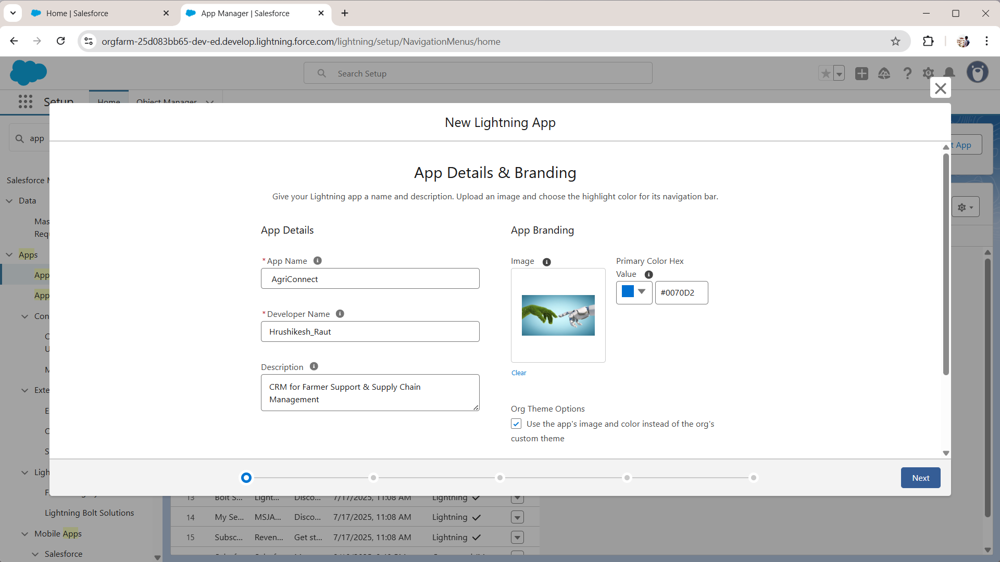 Home | Salesforce
App Manager | Salesforce
orgfarm-25d083bb65-dev-ed.develop.lightning.force.com/lightning/setup/NavigationMenus/home
Search Setup
Setup
Home
Object Manager
New Lightning App
app
t App
App Details & Branding
Give your Lightning app a name and description. Upload an image and choose the highlight color for its navigation bar.
Salesforce M
Data
Mas
Req
Apps
App
App
Con
C
U
M
Exte
E
C
S
Ligh
F
App Details
*App Name
AgriConnect
*Developer Name
Hrushikesh_Raut
Description
CRM for Farmer Support & Supply Chain
Management
App Branding
Image
Primary Color Hex
Value
#0070D2
Clear
Org Theme Options
Use the app's image and color instead of the org's
custom theme
Next
13 Bolt S... Light... Disco... 7/17/2025, 11:08 AM Lightning
Lightning Bolt Solutions
14 My Se... MSJA... Disco... 7/17/2025, 11:08 AM Lightning
Mobile Apps
15 Subsc... Reven... Get st... 7/17/2025, 11:08 AM Lightning
Salesforce